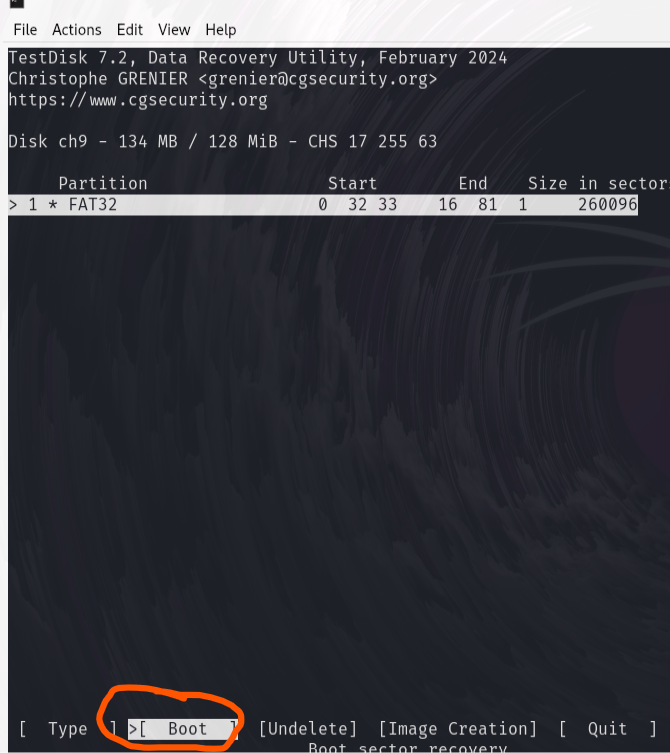 File Actions Edit View Help
TestDisk 7.2, Data Recovery Utility, February 2024
Christophe GRENIER <grenier@cgsecurity.org>
https://www.cgsecurity.org
Disk ch9 - 134 MB / 128 MiB - CHS 17 255 63
Partition Start End Size in sector
> 1 * FAT32 0 32 33 16 81 1 260096
[ Type ] >[ Boot ] [Undelete] [Image Creation] [ Quit ]
Boot sector recovery